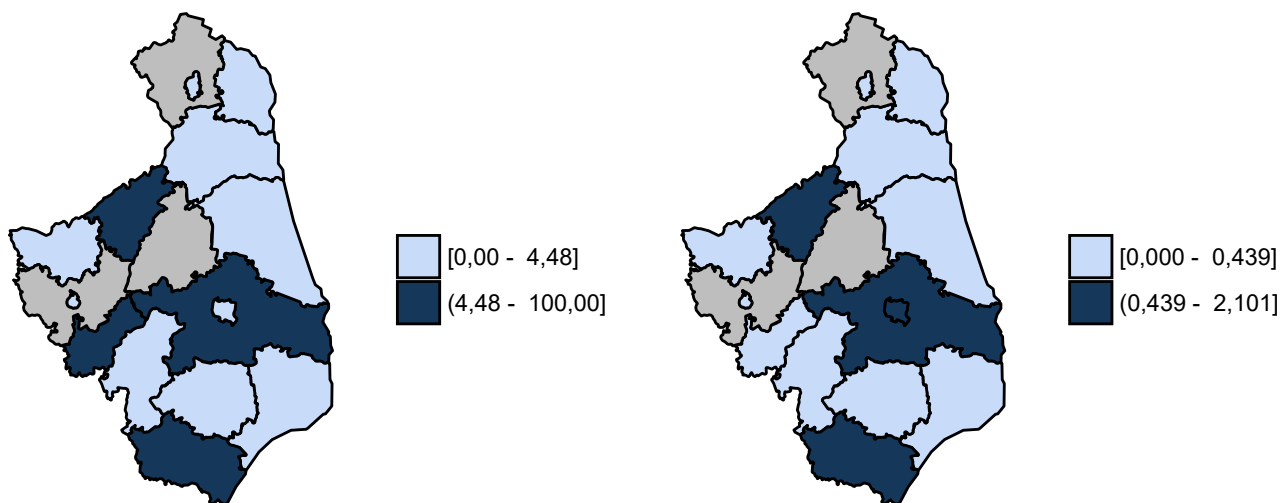 [0,00 - 4,48]
(4,48 - 100,00]
[0,000 - 0,439]
(0,439 - 2,101]